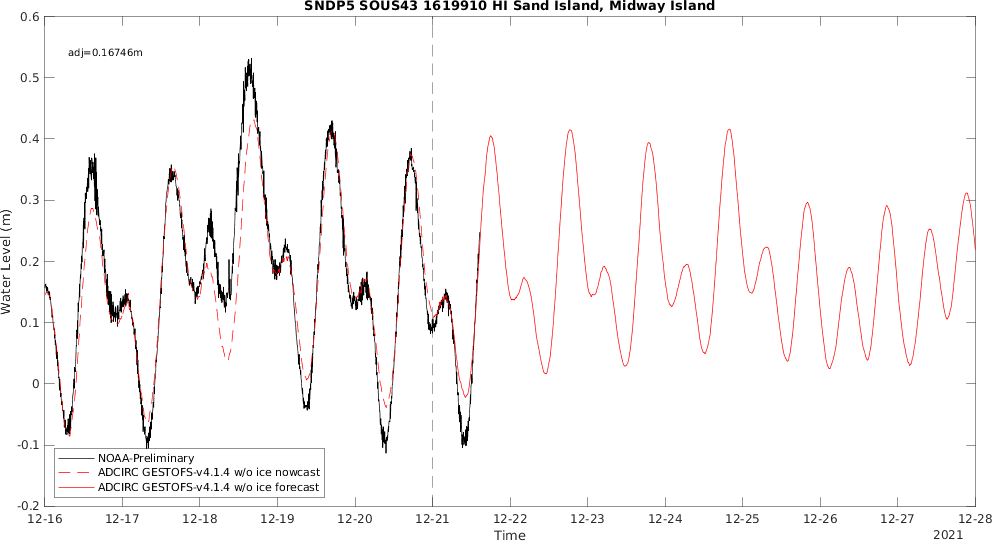 SNDP5 SOUS43 1619910 HI Sand Island, Midway Island
0.6
adj=0.16746m
0.5
0.4
0.3
0.2
0.1
0
-0.1
-0.2
Water Level (m)
NOAA-Preliminary
ADCIRC GESTOFS-v4.1.4 w/o ice nowcast
ADCIRC GESTOFS-v4.1.4 w/o ice forecast
12-16 12-17 12-18 12-19 12-20 12-21 12-22 12-23 12-24 12-25 12-26 12-27 12-28
Time
2021